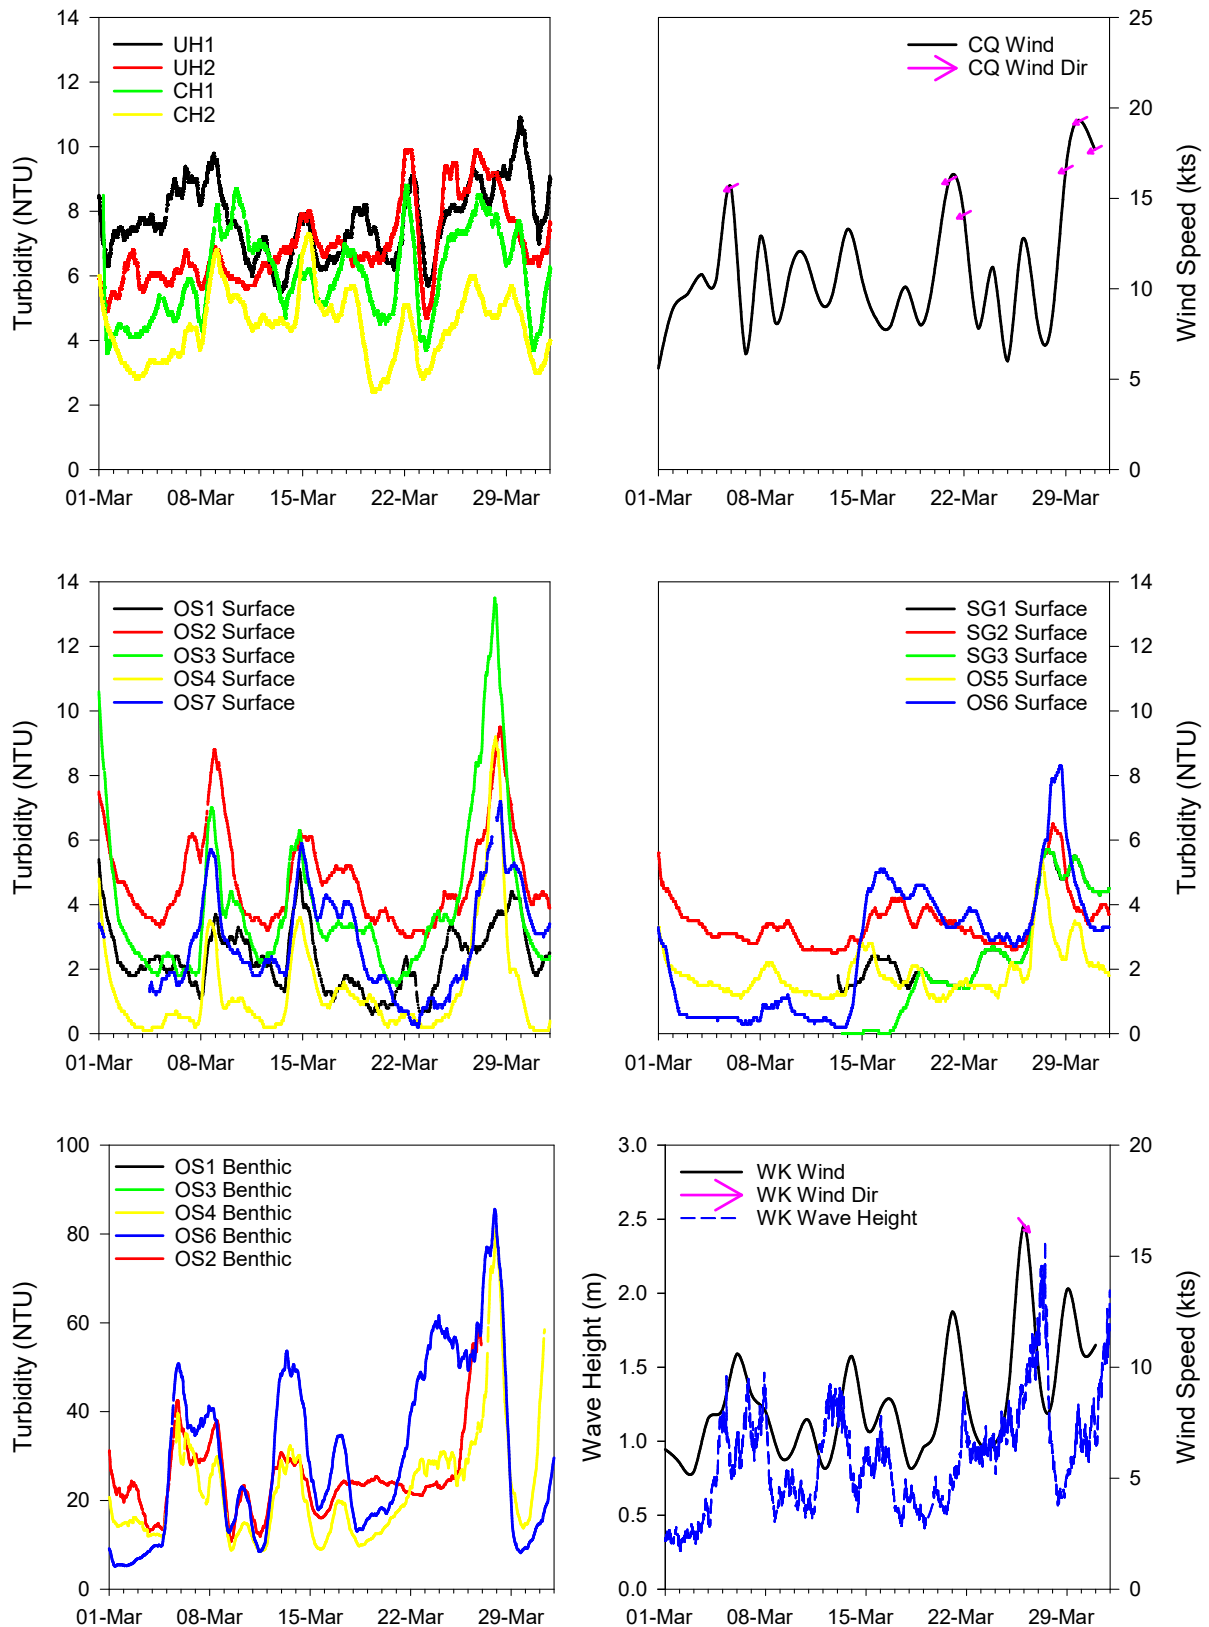 14
12
10
8
6
4
2
0
Turbidity (NTU)
UH1
UH2
CH1
CH2
01-Mar 08-Mar 15-Mar 22-Mar 29-Mar
CQ Wind
CQ Wind Dir
25
20
15
10
5
0
Wind Speed (kts)
01-Mar 08-Mar 15-Mar 22-Mar 29-Mar
14
12
10
8
6
4
2
0
Turbidity (NTU)
OS1 Surface
OS2 Surface
OS3 Surface
OS4 Surface
OS7 Surface
01-Mar 08-Mar 15-Mar 22-Mar 29-Mar
SG1 Surface
SG2 Surface
SG3 Surface
OS5 Surface
OS6 Surface
14
12
10
8
6
4
2
0
Turbidity (NTU)
01-Mar 08-Mar 15-Mar 22-Mar 29-Mar
100
80
60
40
20
0
Turbidity (NTU)
OS1 Benthic
OS3 Benthic
OS4 Benthic
OS6 Benthic
OS2 Benthic
01-Mar 08-Mar 15-Mar 22-Mar 29-Mar
3.0
2.5
2.0
1.5
1.0
0.5
0.0
Wave Height (m)
WK Wind
WK Wind Dir
WK Wave Height
20
15
10
5
0
Wind Speed (kts)
01-Mar 08-Mar 15-Mar 22-Mar 29-Mar